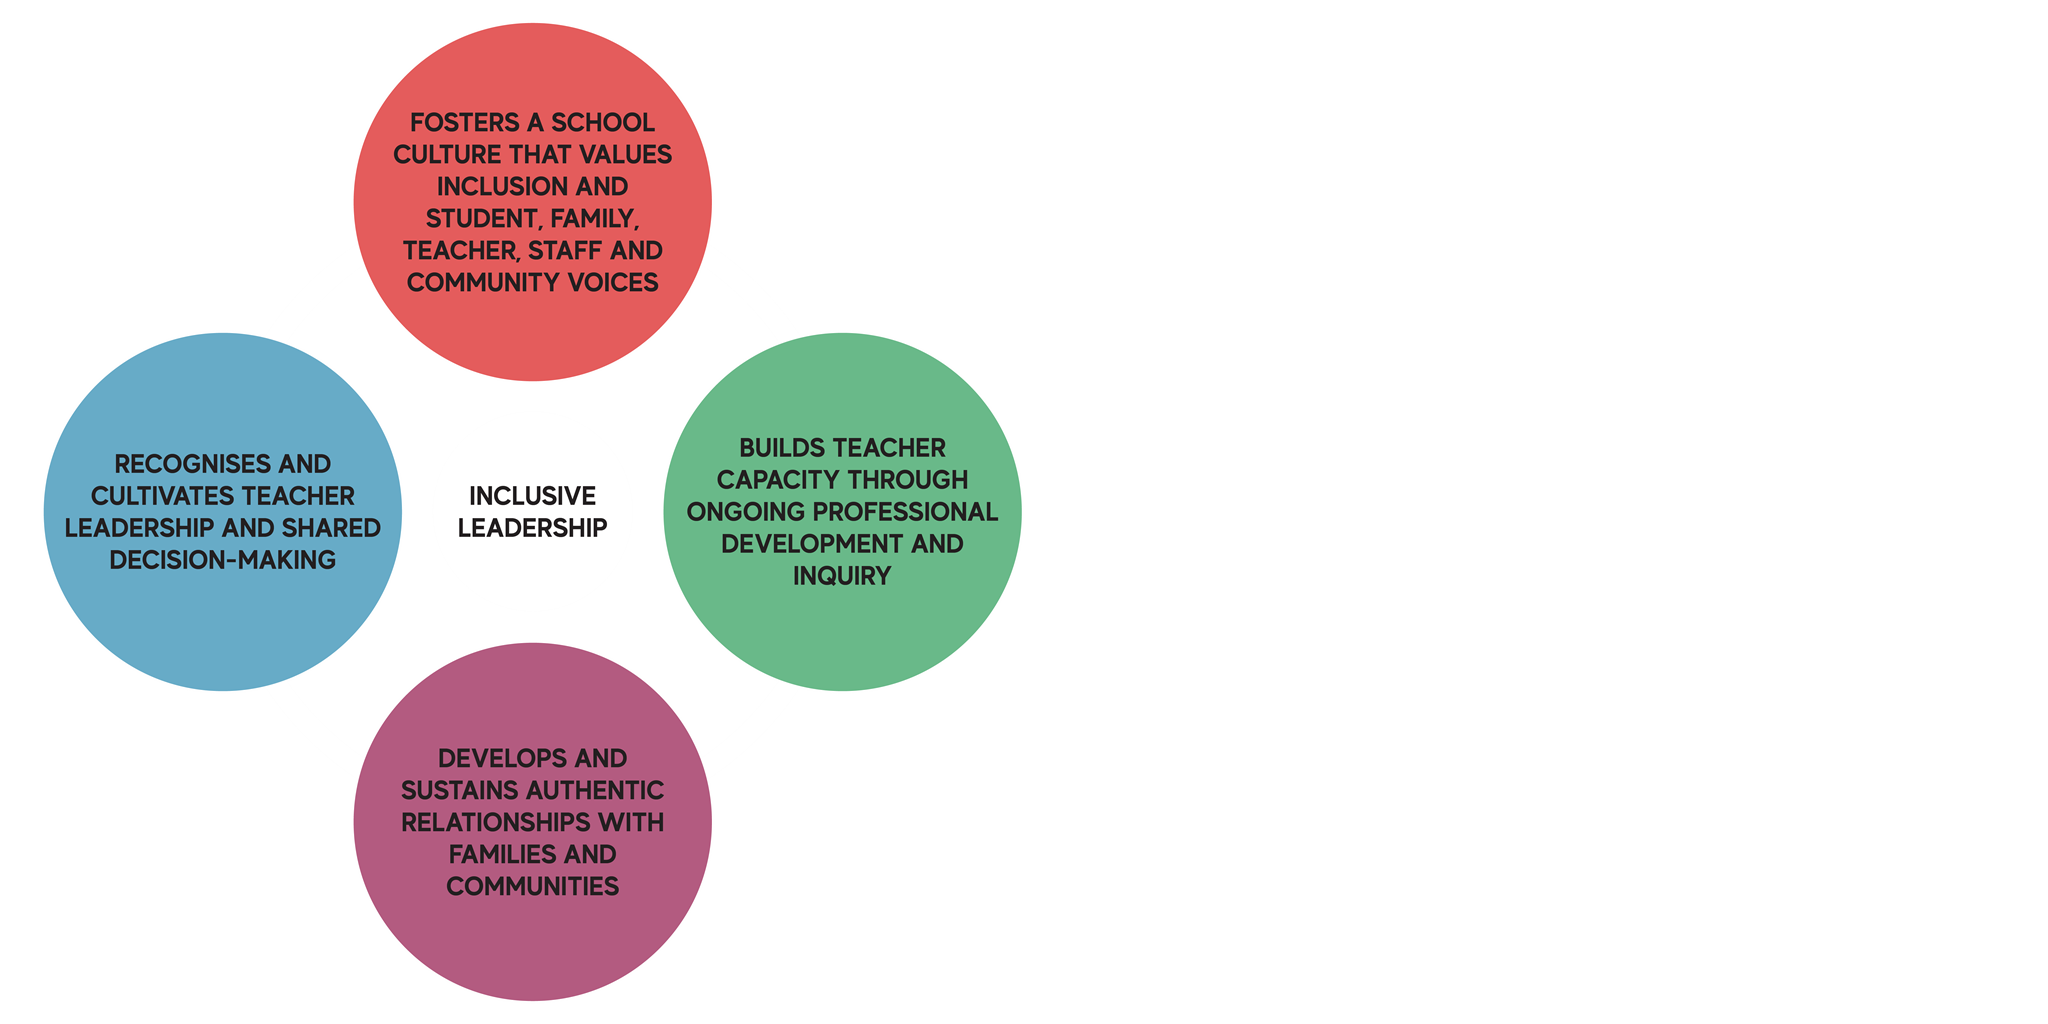 FOSTERS A SCHOOL
CULTURE THAT VALUES
INCLUSION AND
STUDENT, FAMILY,
TEACHER, STAFF AND
COMMUNITY VOICES
RECOGNISES AND
CULTIVATES TEACHER
LEADERSHIP AND SHARED
DECISION-MAKING
INCLUSIVE
LEADERSHIP
BUILDS TEACHER
CAPACITY THROUGH
ONGOING PROFESSIONAL
DEVELOPMENT AND
INQUIRY
DEVELOPS AND
SUSTAINS AUTHENTIC
RELATIONSHIPS WITH
FAMILIES AND
COMMUNITIES